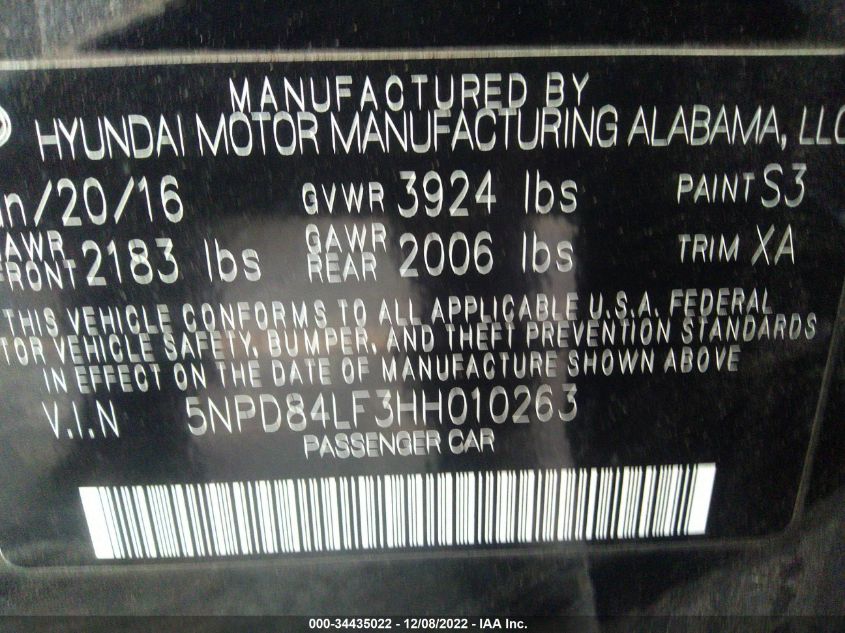 MANUFACTURED BY
HYUNDAI MOTOR MANUFACTURING ALABAMA, LLC
n/20/16 GVWR 3924 lbs PAINT S3
AWR FRONT 2183 lbs GAWR REAR 2006 lbs TRIM XA
THIS VEHICLE CONFORMS TO ALL APPLICABLE U.S.A. FEDERAL
TOR VEHICLE SAFETY, BUMPER, AND THEFT PREVENTION STANDARDS
IN EFFECT ON THE DATE OF MANUFACTURE SHOWN ABOVE
V.I.N 5NPD84LF3HH010263
PASSENGER CAR
000-34435022 - 12/08/2022 - IAA Inc.